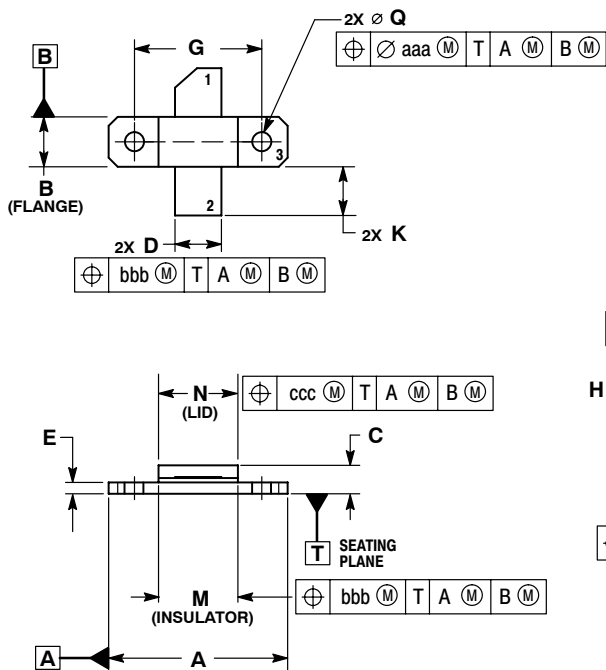 2X ⌀ Q
G
⌖ ⌀ aaa Ⓜ T A Ⓜ B Ⓜ
B
1
3
B
(FLANGE)
2
2X K
2X D
⌖ bbb Ⓜ T A Ⓜ B Ⓜ
N
(LID)
⌖ ccc Ⓜ T A Ⓜ B Ⓜ
H
E
C
T SEATING
PLANE
M
(INSULATOR)
⌖ bbb Ⓜ T A Ⓜ B Ⓜ
A
A